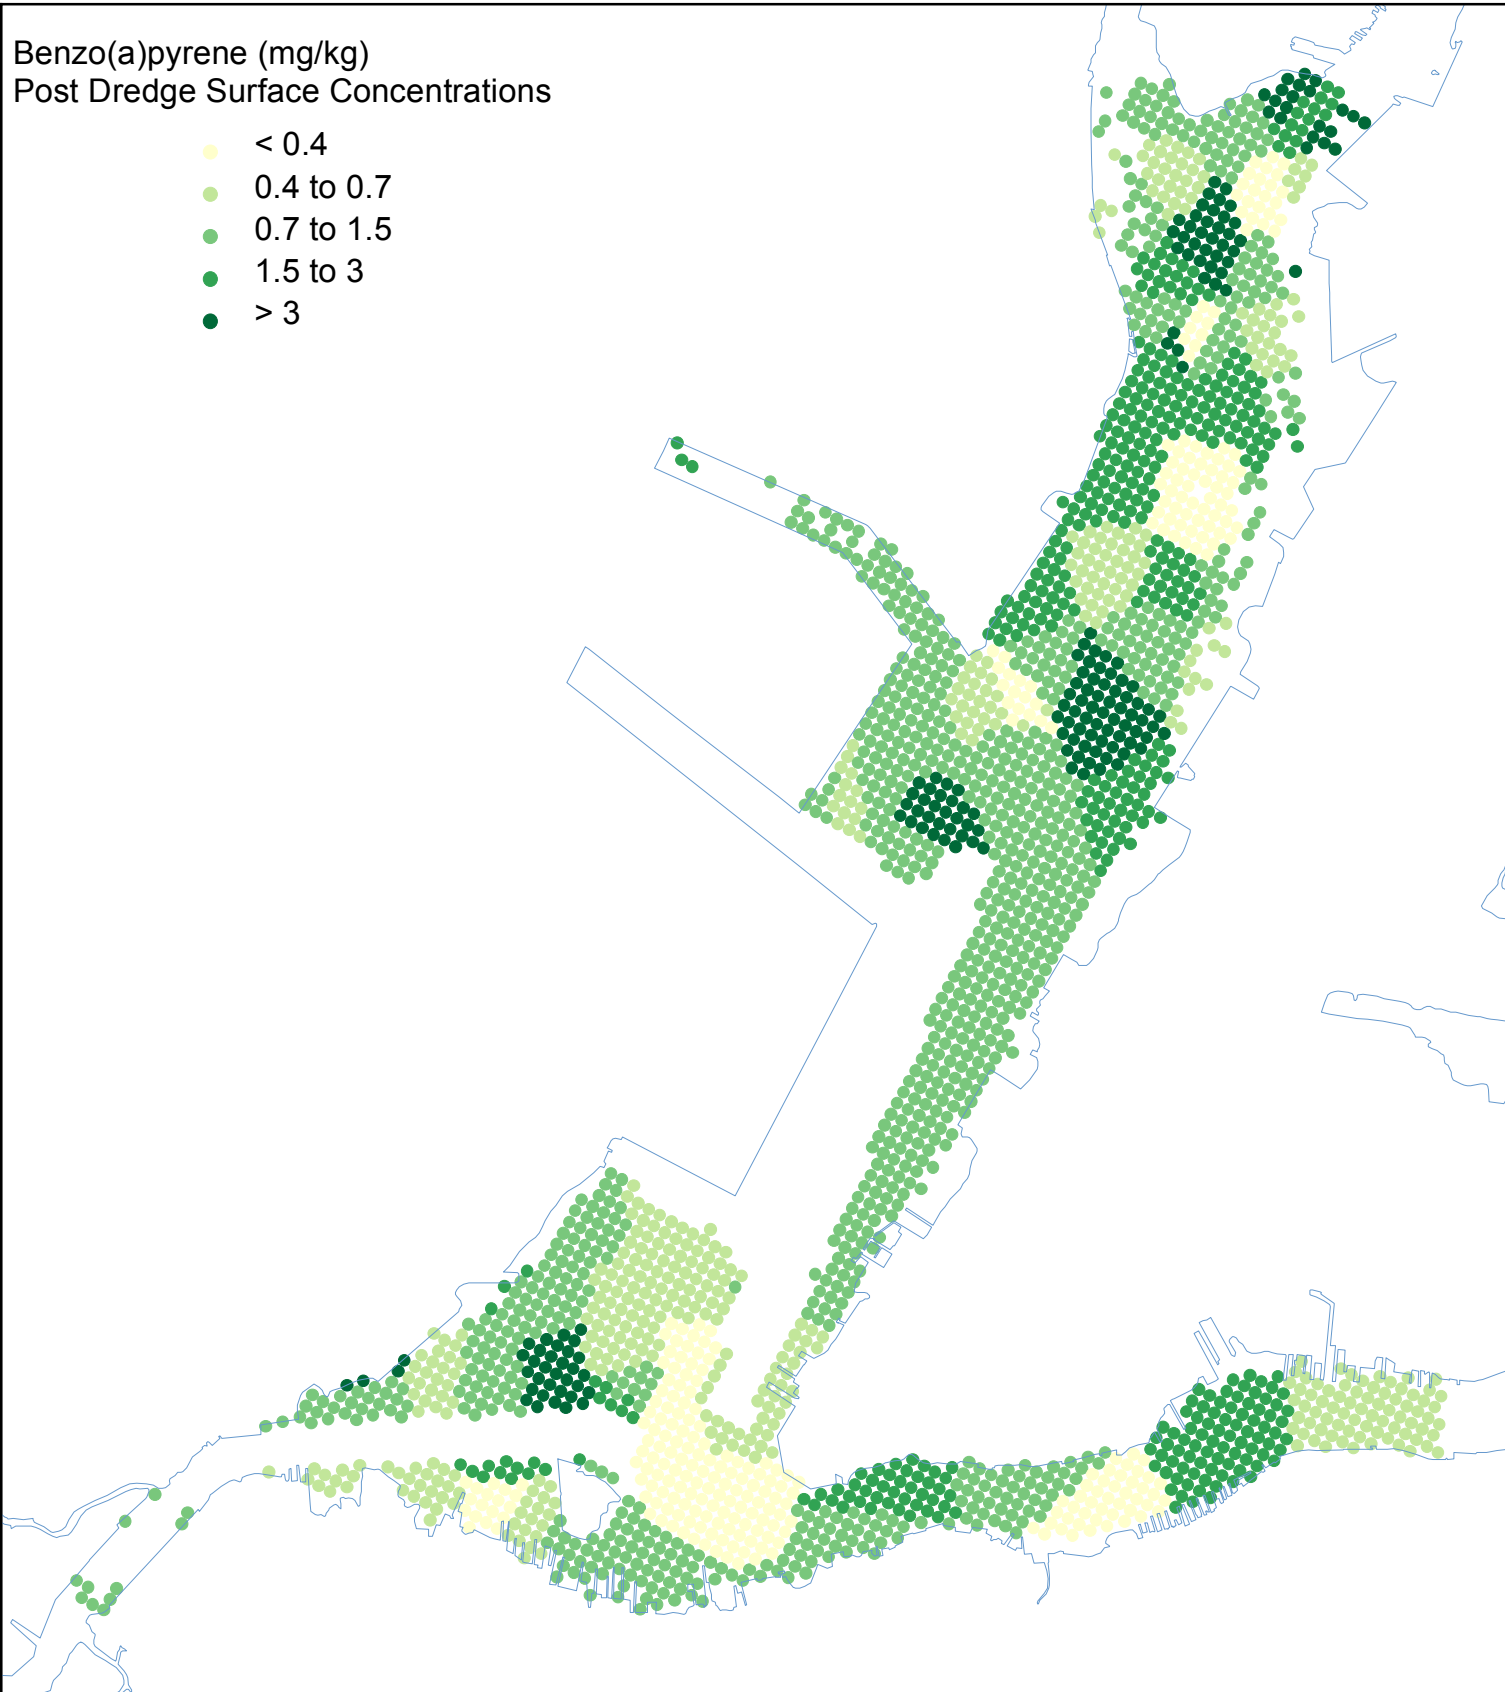 Benzo(a)pyrene (mg/kg)
Post Dredge Surface Concentrations
< 0.4
0.4 to 0.7
0.7 to 1.5
1.5 to 3
> 3